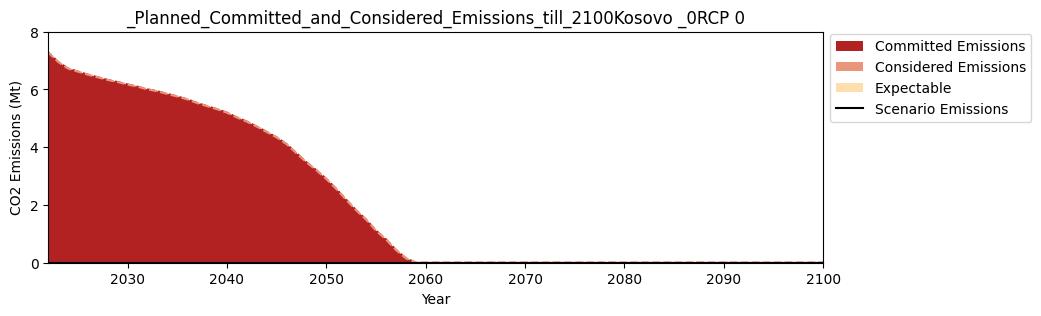 _Planned_Committed_and_Considered_Emissions_till_2100Kosovo _0RCP 0
8
6
4
2
0
CO2 Emissions (Mt)
2030 2040 2050 2060 2070 2080 2090 2100
Year
Committed Emissions
Considered Emissions
Expectable
Scenario Emissions